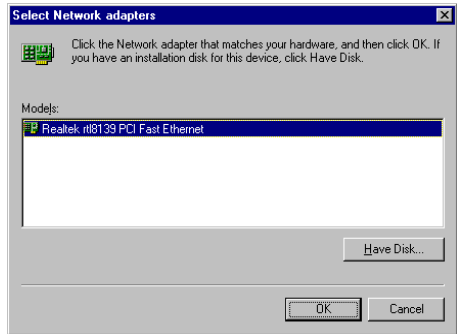 Select Network adapters
Click the Network adapter that matches your hardware, and then click OK. If
you have an installation disk for this device, click Have Disk.
Models:
Realtek rtl8139 PCI Fast Ethernet
Have Disk...
OK
Cancel